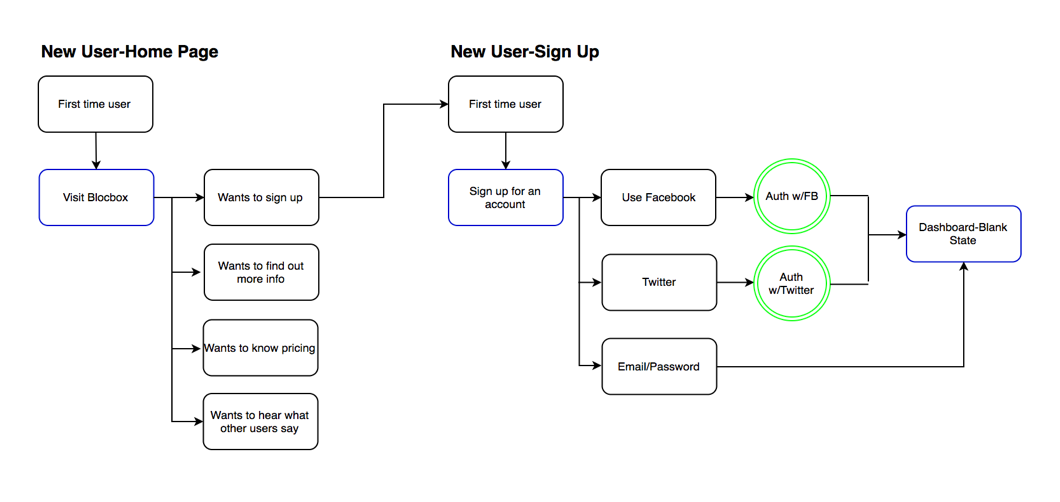 New User-Home Page
First time user
Visit Blocbox
Wants to sign up
Wants to find out
more info
Wants to know pricing
Wants to hear what
other users say
New User-Sign Up
First time user
Sign up for an
account
Use Facebook
Auth w/FB
Twitter
Auth
w/Twitter
Email/Password
Dashboard-Blank
State